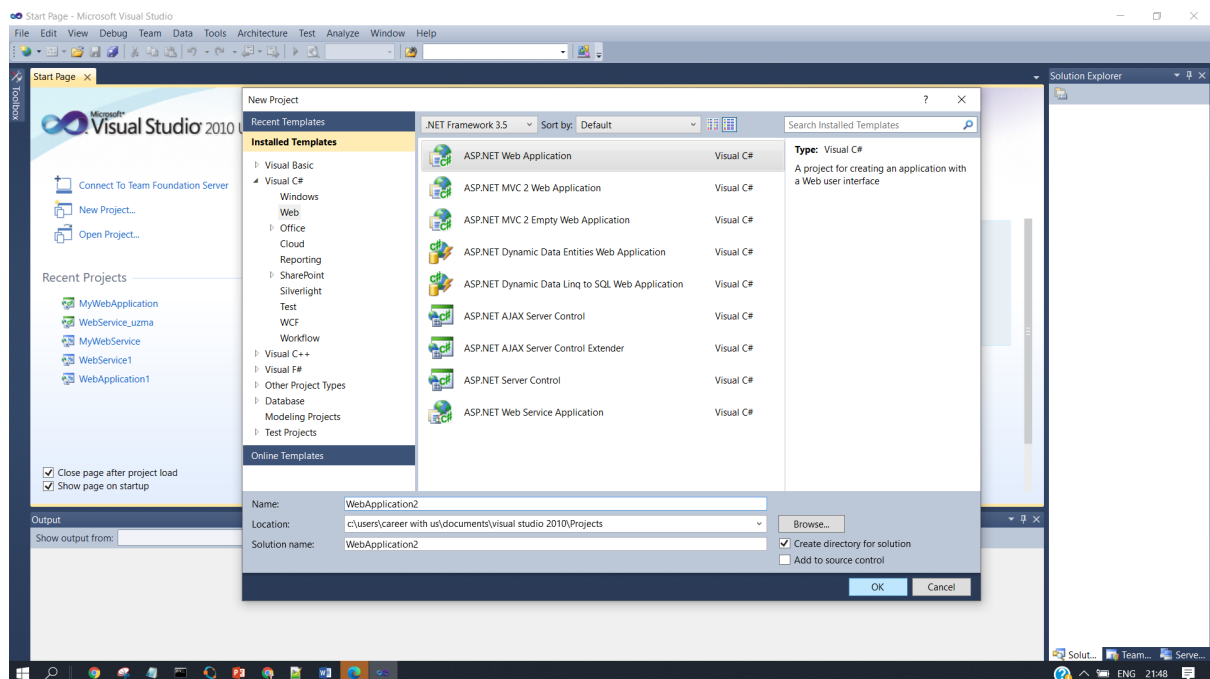 Start Page - Microsoft Visual Studio
File Edit View Debug Team Data Tools Architecture Test Analyze Window Help
Toolbox
Start Page
Microsoft
Visual Studio 2010 U
Connect To Team Foundation Server
New Project...
Open Project...
Recent Projects
MyWebApplication
WebService_uzma
MyWebService
WebService1
WebApplication1
Close page after project load
Show page on startup
New Project
?
Recent Templates
Installed Templates
Visual Basic
Visual C#
Windows
Web
Office
Cloud
Reporting
SharePoint
Silverlight
Test
WCF
Workflow
Visual C++
Visual F#
Other Project Types
Database
Modeling Projects
Test Projects
Online Templates
.NET Framework 3.5 Sort by: Default
ASP.NET Web Application Visual C#
ASP.NET MVC 2 Web Application Visual C#
ASP.NET MVC 2 Empty Web Application Visual C#
ASP.NET Dynamic Data Entities Web Application Visual C#
ASP.NET Dynamic Data Linq to SQL Web Application Visual C#
ASP.NET AJAX Server Control Visual C#
ASP.NET AJAX Server Control Extender Visual C#
ASP.NET Server Control Visual C#
ASP.NET Web Service Application Visual C#
Search Installed Templates
Type: Visual C#
A project for creating an application with
a Web user interface
Name: WebApplication2
Location: c:\users\career with us\documents\visual studio 2010\Projects Browse...
Solution name: WebApplication2
Create directory for solution
Add to source control
OK Cancel
Output
Show output from:
Solution Explorer
Solut... Team... Serve...
ENG 21:48